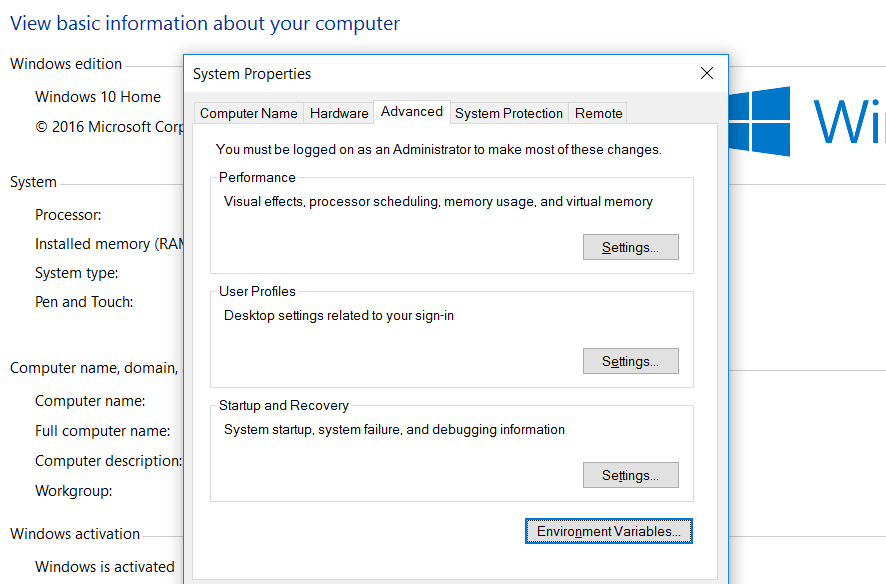 View basic information about your computer
Windows edition
Windows 10 Home
© 2016 Microsoft Corp
System
Processor:
Installed memory (RAM
System type:
Pen and Touch:
Computer name, domain,
Computer name:
Full computer name:
Computer description:
Workgroup:
Windows activation
Windows is activated
System Properties
Computer Name Hardware Advanced System Protection Remote
You must be logged on as an Administrator to make most of these changes.
Performance
Visual effects, processor scheduling, memory usage, and virtual memory
Settings...
User Profiles
Desktop settings related to your sign-in
Settings...
Startup and Recovery
System startup, system failure, and debugging information
Settings...
Environment Variables...
Wi